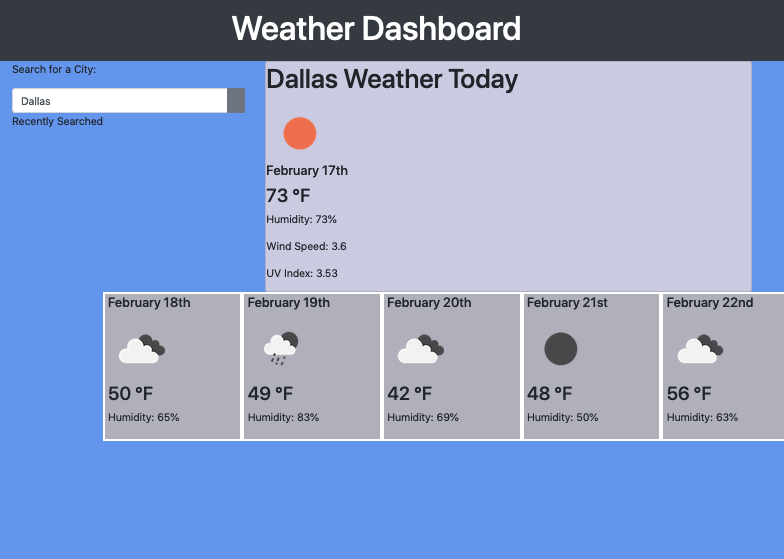 Weather Dashboard
Search for a City:
Dallas
Recently Searched
Dallas Weather Today
February 17th
73 °F
Humidity: 73%
Wind Speed: 3.6
UV Index: 3.53
February 18th
50 °F
Humidity: 65%
February 19th
49 °F
Humidity: 83%
February 20th
42 °F
Humidity: 69%
February 21st
48 °F
Humidity: 50%
February 22nd
56 °F
Humidity: 63%